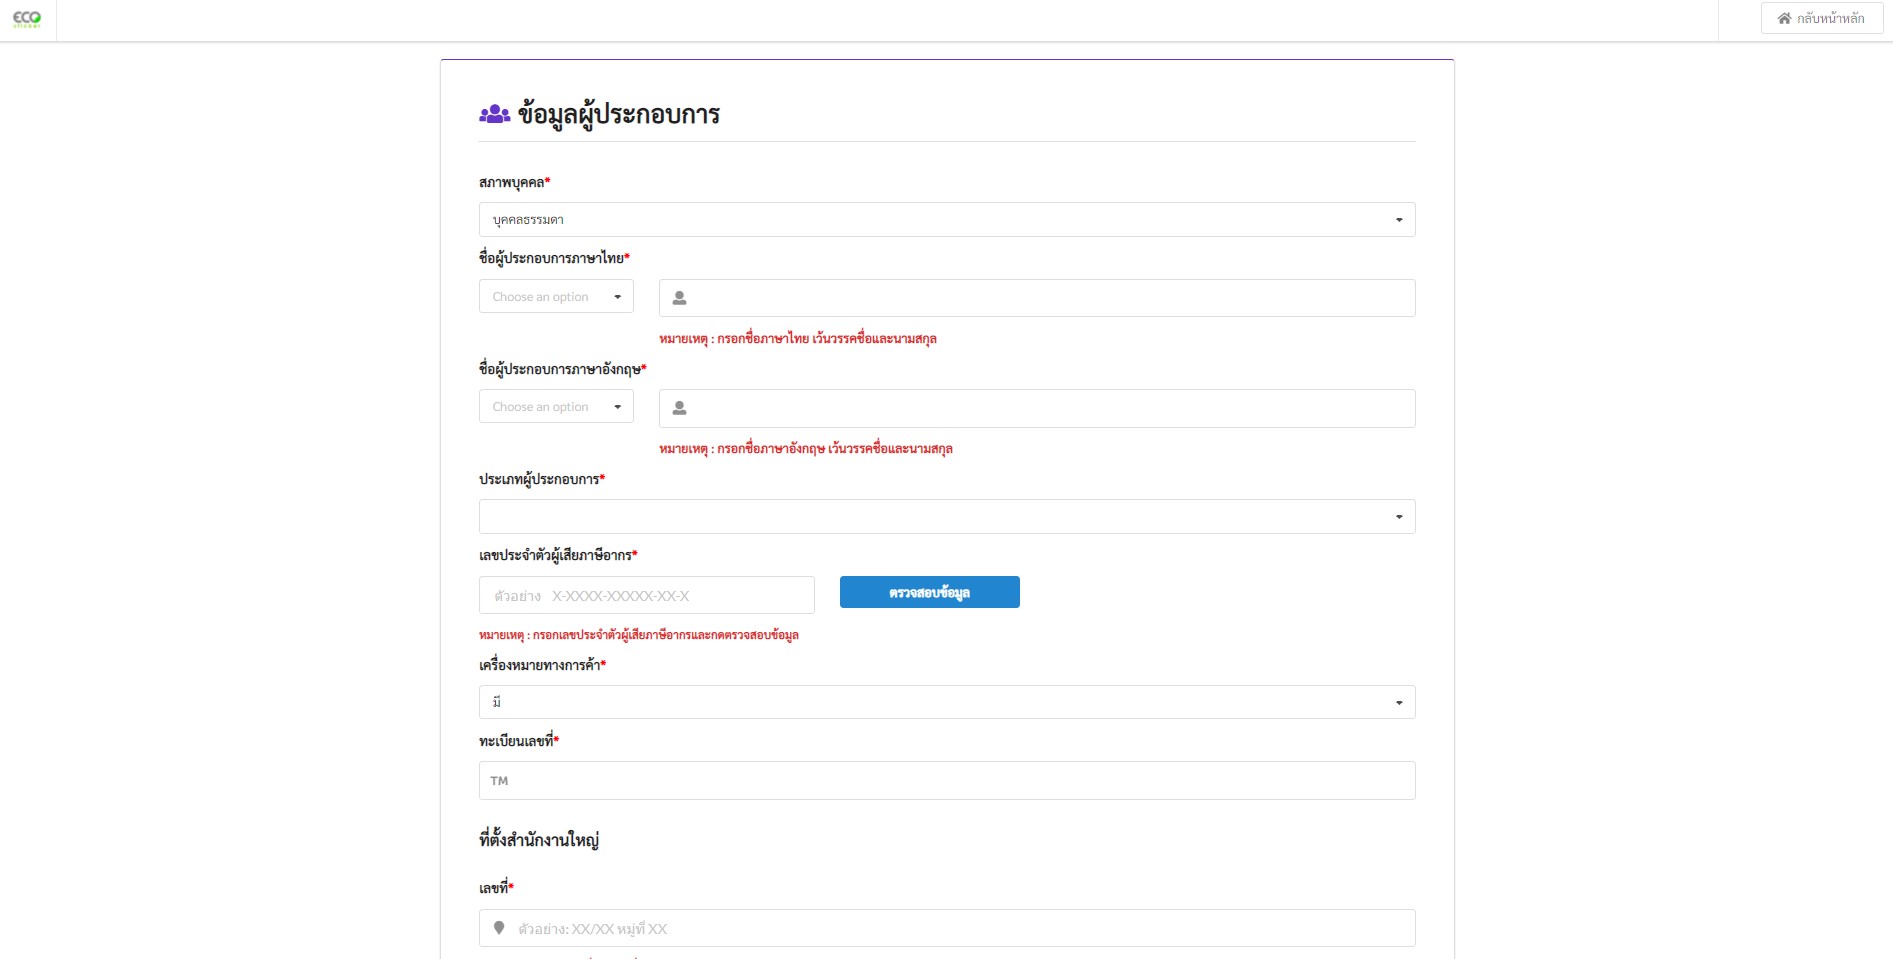 ECO
sticker
กลับหน้าหลัก
ข้อมูลผู้ประกอบการ
สภาพบุคคล*
บุคคลธรรมดา
ชื่อผู้ประกอบการภาษาไทย*
Choose an option
หมายเหตุ : กรอกชื่อภาษาไทย เว้นวรรคชื่อและนามสกุล
ชื่อผู้ประกอบการภาษาอังกฤษ*
Choose an option
หมายเหตุ : กรอกชื่อภาษาอังกฤษ เว้นวรรคชื่อและนามสกุล
ประเภทผู้ประกอบการ*
เลขประจำตัวผู้เสียภาษีอากร*
ตัวอย่าง X-XXXX-XXXXX-XX-X
ตรวจสอบข้อมูล
หมายเหตุ : กรอกเลขประจำตัวผู้เสียภาษีอากรและกดตรวจสอบข้อมูล
เครื่องหมายทางการค้า*
มี
ทะเบียนเลขที่*
TM
ที่ตั้งสำนักงานใหญ่
เลขที่*
ตัวอย่าง: XX/XX หมู่ที่ XX